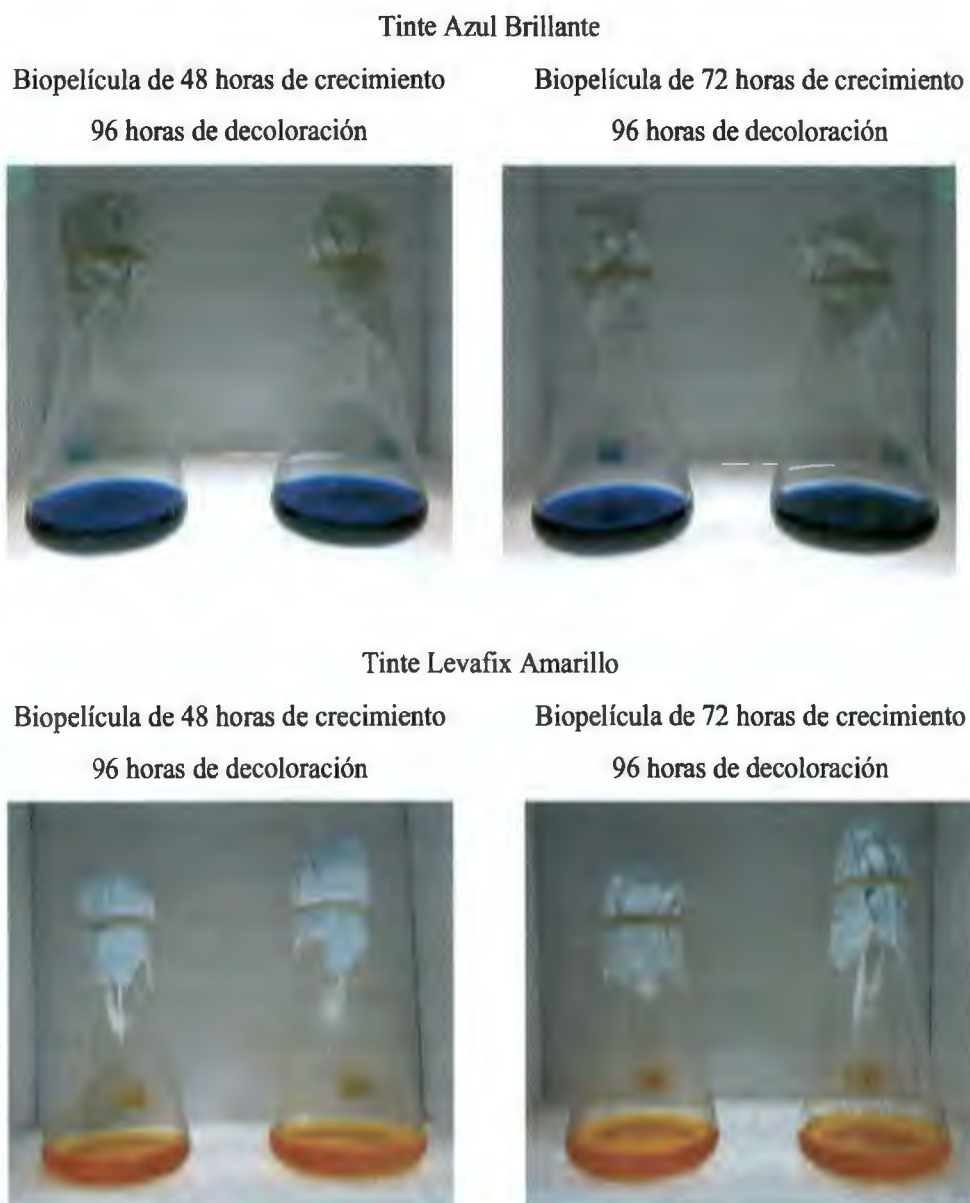 Tinte Azul Brillante
Biopelícula de 48 horas de crecimiento
96 horas de decoloración
Biopelícula de 72 horas de crecimiento
96 horas de decoloración
Tinte Levafix Amarillo
Biopelícula de 48 horas de crecimiento
96 horas de decoloración
Biopelícula de 72 horas de crecimiento
96 horas de decoloración